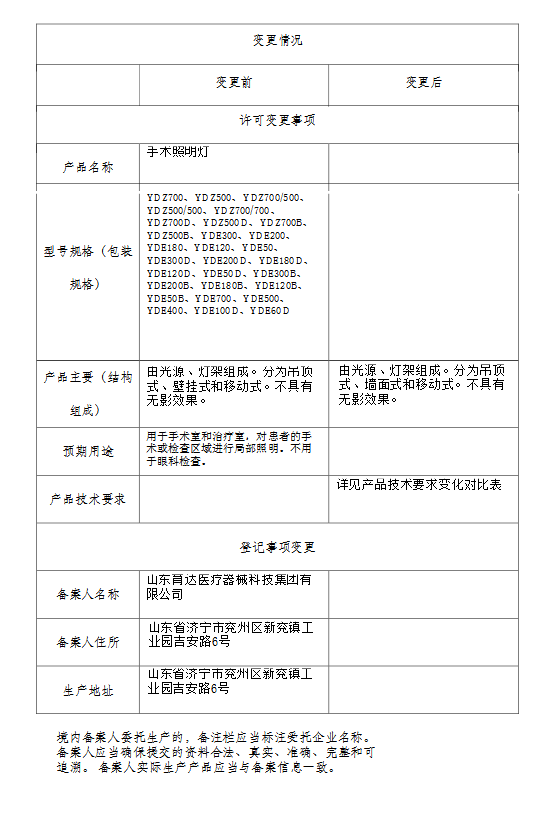 变更情况
变更前
变更后
许可变更事项
产品名称
手术照明灯
型号规格（包装
规格）
YDZ700、YDZ500、YDZ700/500、
YDZ500/500、YDZ700/700、
YDZ700D、YDZ500D、YDZ700B、
YDZ500B、YDE300、YDE200、
YDE180、YDE120、YDE50、
YDE300D、YDE200D、YDE180D、
YDE120D、YDE50D、YDE300B、
YDE200B、YDE180B、YDE120B、
YDE50B、YDE700、YDE500、
YDE400、YDE100D、YDE60D
产品主要（结构
组成）
由光源、灯架组成。分为吊顶
式、壁挂式和移动式。不具有
无影效果。
由光源、灯架组成。分为吊顶
式、墙面式和移动式。不具有
无影效果。
预期用途
用于手术室和治疗室，对患者的手
术或检查区域进行局部照明。不用
于眼科检查。
产品技术要求
详见产品技术要求变化对比表
登记事项变更
备案人名称
山东育达医疗器械科技集团有
限公司
备案人住所
山东省济宁市兖州区新兖镇工
业园吉安路6号
生产地址
山东省济宁市兖州区新兖镇工
业园吉安路6号
境内备案人委托生产的，备注栏应当标注受托企业名称。
备案人应当确保提交的资料合法、真实、准确、完整和可
追溯。 备案人实际生产产品应当与备案信息一致。